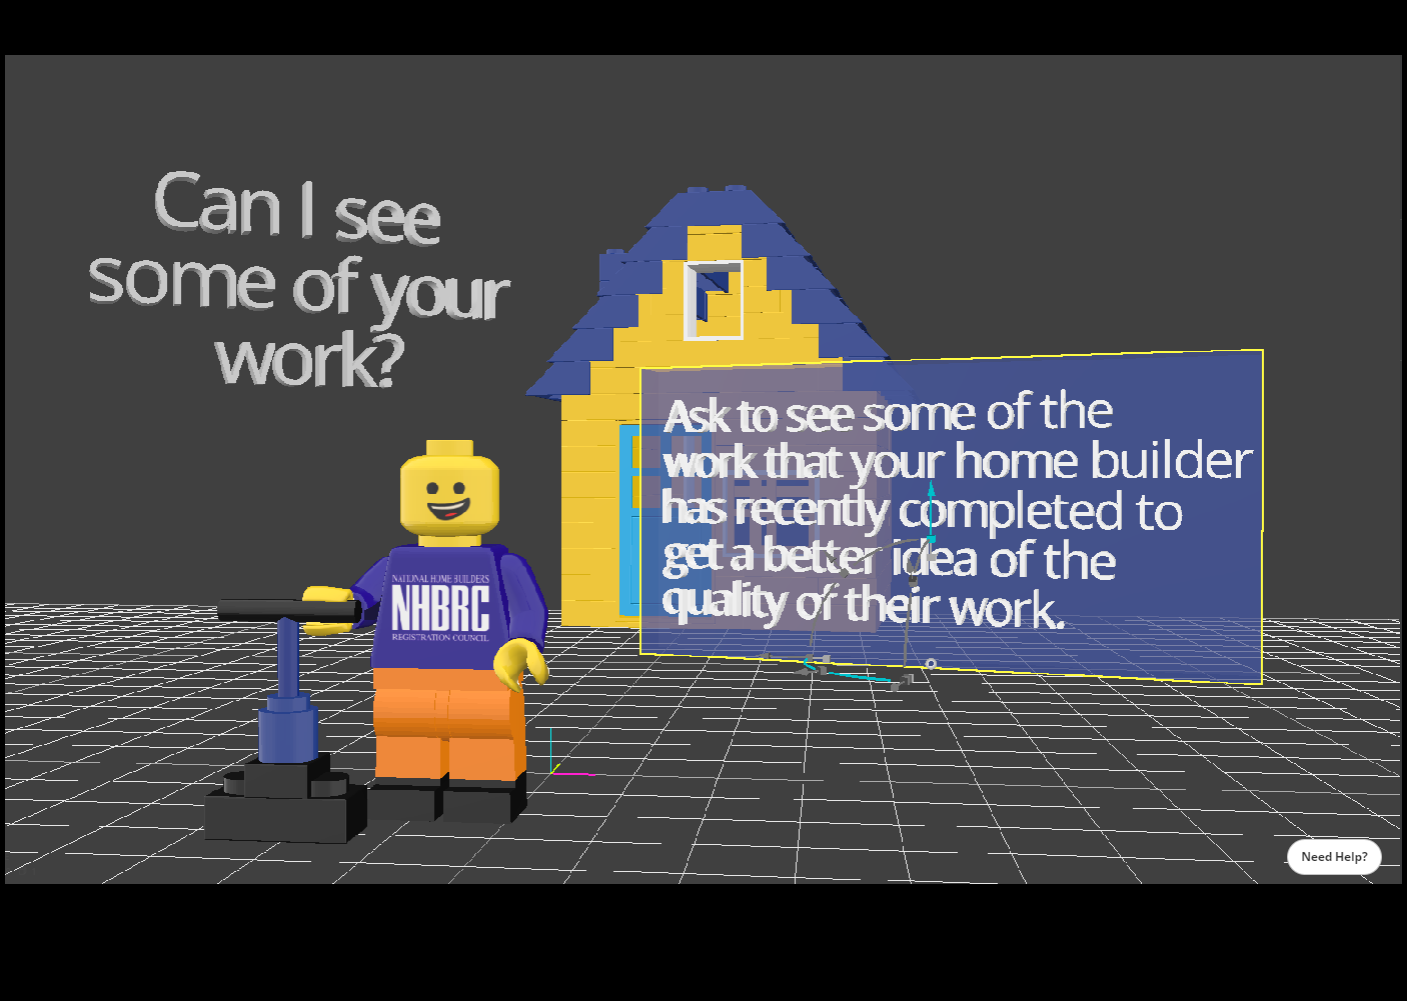 Can I see
some of your
work?
Ask to see some of the
work that your home builder
has recently completed to
get a better idea of the
quality of their work.
NATIONAL HOME BUILDERS
NHBRC
REGISTRATION COUNCIL
Need Help?